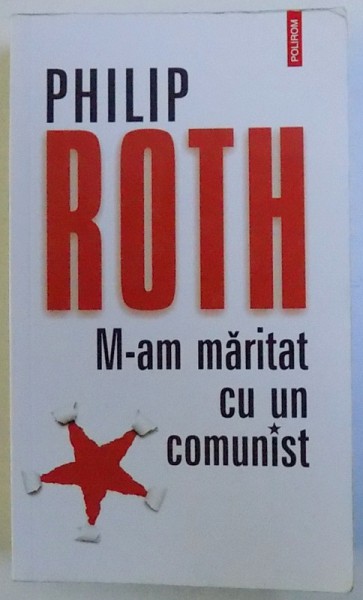 POLIROM
PHILIP
ROTH
M-am măritat
cu un
comunist